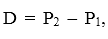 D = P₂ – P₁,